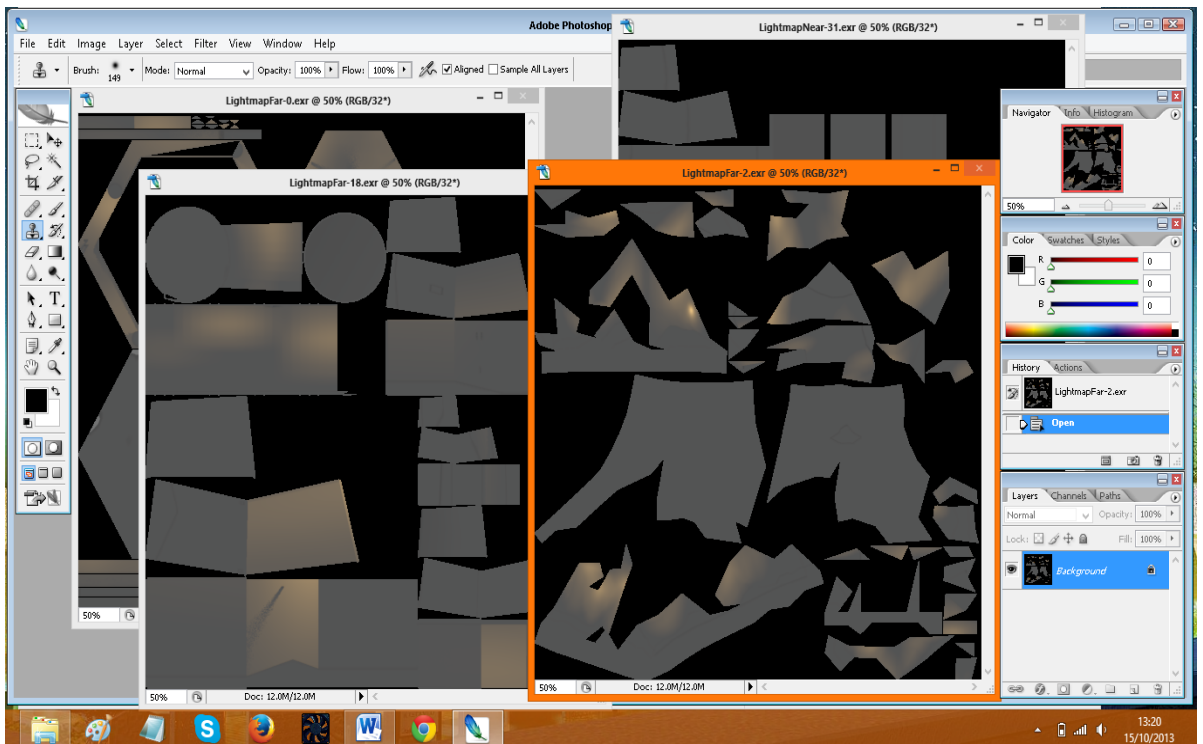 Adobe Photoshop
LightmapNear-31.exr @ 50% (RGB/32*)
File Edit Image Layer Select Filter View Window Help
Brush: 149 Mode: Normal Opacity: 100% Flow: 100% Aligned Sample All Layers
LightmapFar-0.exr @ 50% (RGB/32*)
LightmapFar-18.exr @ 50% (RGB/32*)
LightmapFar-2.exr @ 50% (RGB/32*)
Navigator Info Histogram
50%
Color Swatches Styles
R 0
G 0
B 0
History Actions
LightmapFar-2.exr
Open
Layers Channels Paths
Normal Opacity: 100%
Lock: Fill: 100%
Background
50%
50% Doc: 12.0M/12.0M
50% Doc: 12.0M/12.0M
13:20
15/10/2013